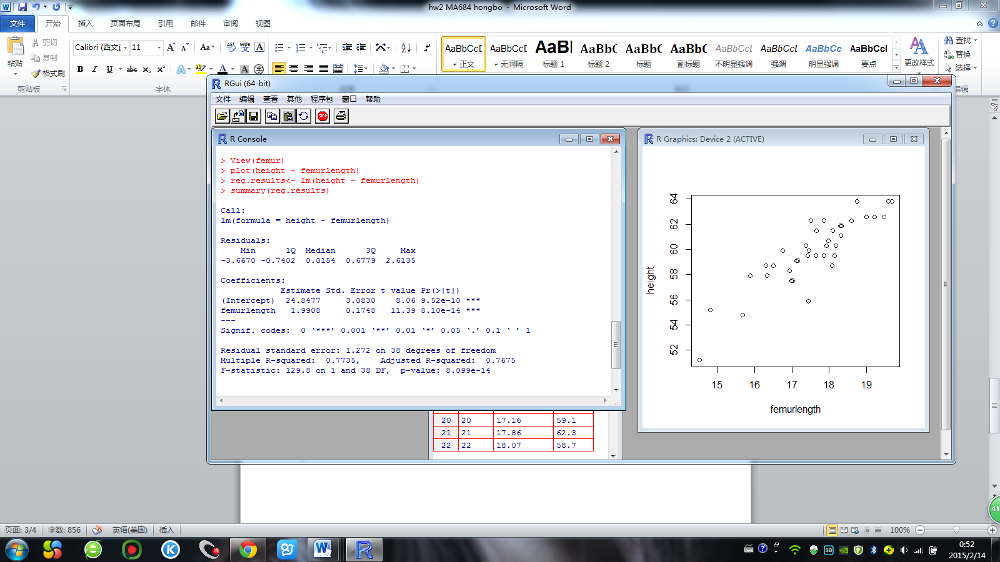 hw2 MA684 hongbo - Microsoft Word
文件 开始 插入 页面布局 引用 邮件 审阅 视图
粘贴 剪切
复制
格式刷
剪贴板
Calibri (西文正 11
字体
AaBbCcD AaBbCcD AaBl AaBbC AaBbC AaBbC AaBbCcL AaBbCcL AaBbCc AaBbCcl
正文 无间隔 标题 1 标题 2 标题 副标题 不明显强调 强调 明显强调 要点
更改样式
查找
替换
选择
编辑
RGui (64-bit)
文件 编辑 查看 其他 程序包 窗口 帮助
STOP
R Console
> View(femur)
> plot(height ~ femurlength)
> reg.results<- lm(height ~ femurlength)
> summary(reg.results)
Call:
lm(formula = height ~ femurlength)
Residuals:
Min 1Q Median 3Q Max
-3.6670 -0.7402 0.0154 0.6779 2.6135
Coefficients:
Estimate Std. Error t value Pr(>|t|)
(Intercept) 24.8477 3.0830 8.06 9.52e-10 ***
femurlength 1.9908 0.1748 11.39 8.10e-14 ***
---
Signif. codes: 0 ‘***’ 0.001 ‘**’ 0.01 ‘*’ 0.05 ‘.’ 0.1 ‘ ’ 1
Residual standard error: 1.272 on 38 degrees of freedom
Multiple R-squared: 0.7735, Adjusted R-squared: 0.7675
F-statistic: 129.8 on 1 and 38 DF, p-value: 8.099e-14
20 20 17.16 59.1
21 21 17.86 62.3
22 22 18.07 58.7
R Graphics: Device 2 (ACTIVE)
height
64
62
60
58
56
54
52
15 16 17 18 19
femurlength
41
页面: 3/4 字数: 856 英语(美国) 插入
100%
0:52
2015/2/14